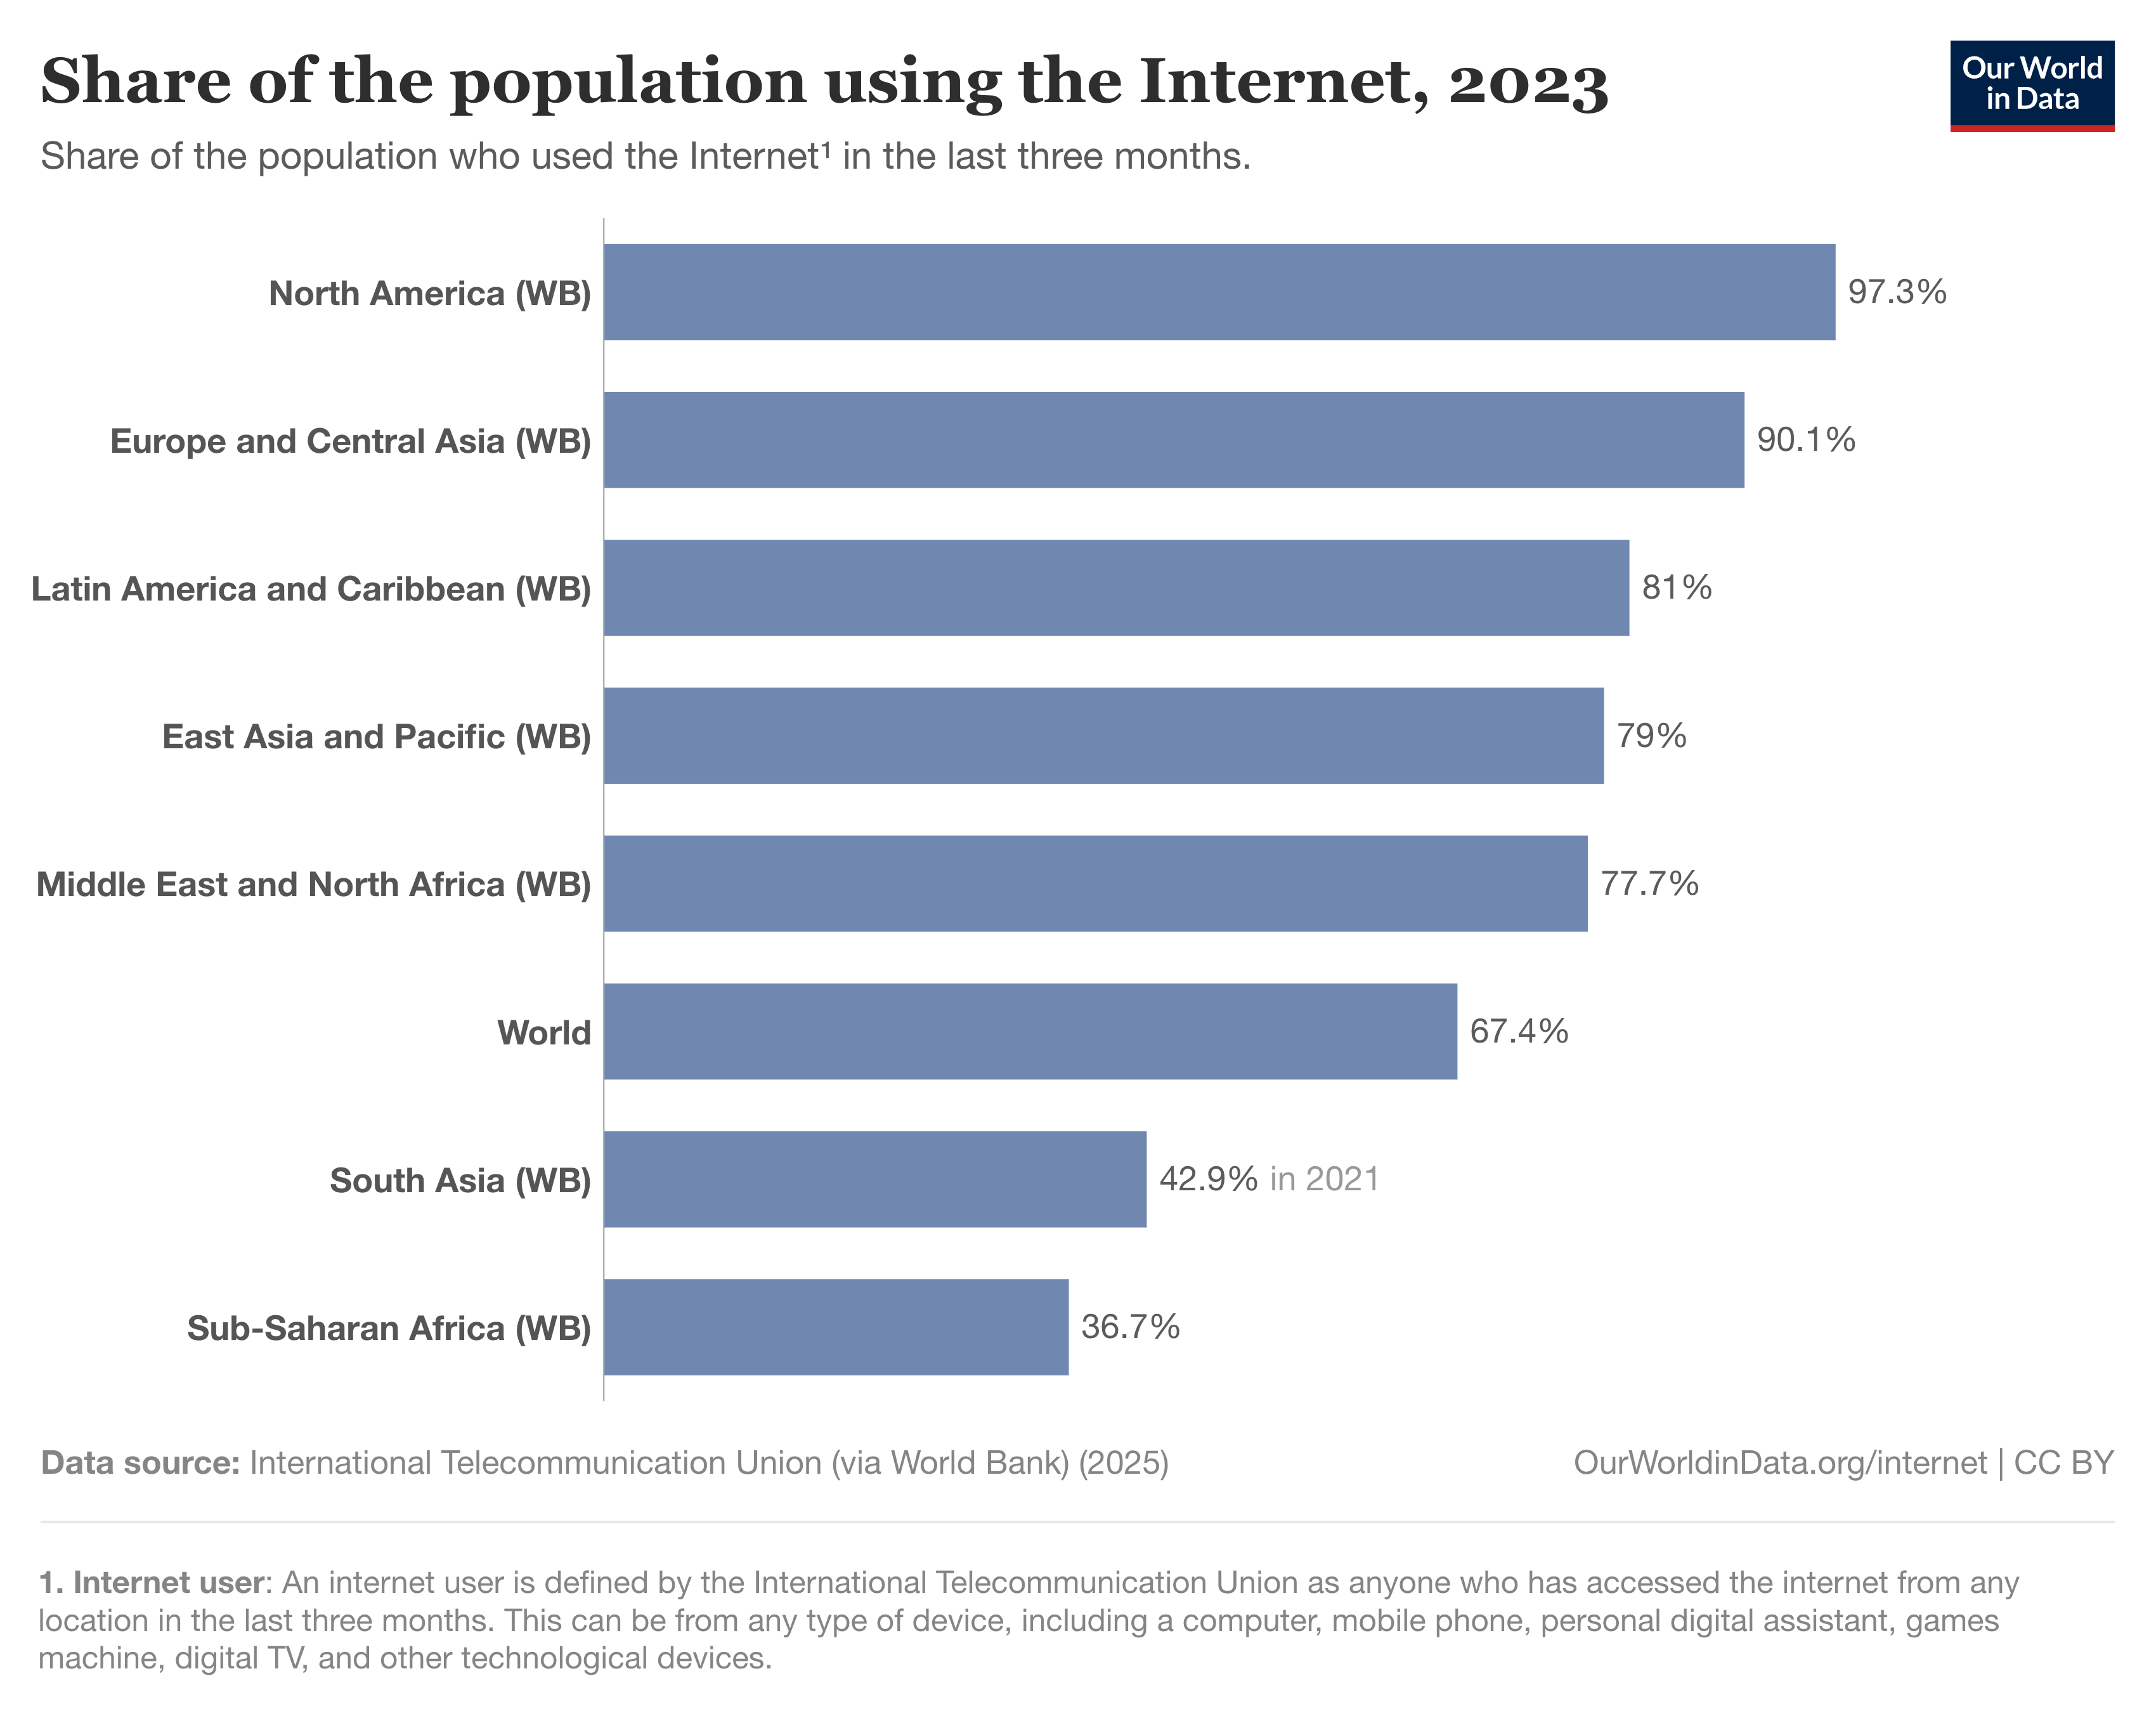 Share of the population using the Internet, 2023
Our World
in Data
Share of the population who used the Internet¹ in the last three months.
North America (WB) 97.3%
Europe and Central Asia (WB) 90.1%
Latin America and Caribbean (WB) 81%
East Asia and Pacific (WB) 79%
Middle East and North Africa (WB) 77.7%
World 67.4%
South Asia (WB) 42.9% in 2021
Sub-Saharan Africa (WB) 36.7%
Data source: International Telecommunication Union (via World Bank) (2025)
OurWorldinData.org/internet | CC BY
1. Internet user: An internet user is defined by the International Telecommunication Union as anyone who has accessed the internet from any
location in the last three months. This can be from any type of device, including a computer, mobile phone, personal digital assistant, games
machine, digital TV, and other technological devices.